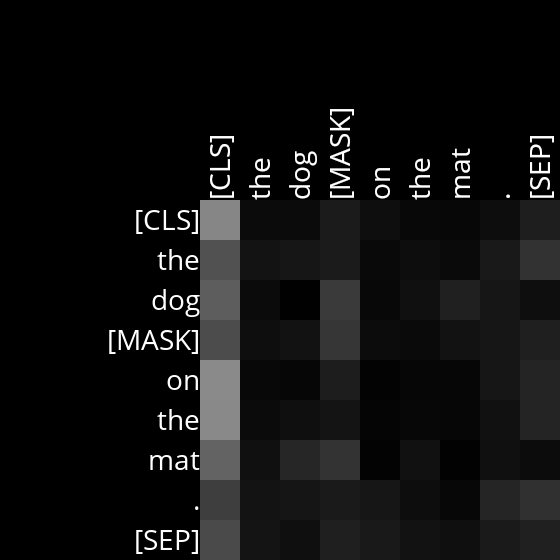 [CLS] the dog [MASK] on the mat . [SEP]
[CLS]
the
dog
[MASK]
on
the
mat
.
[SEP]